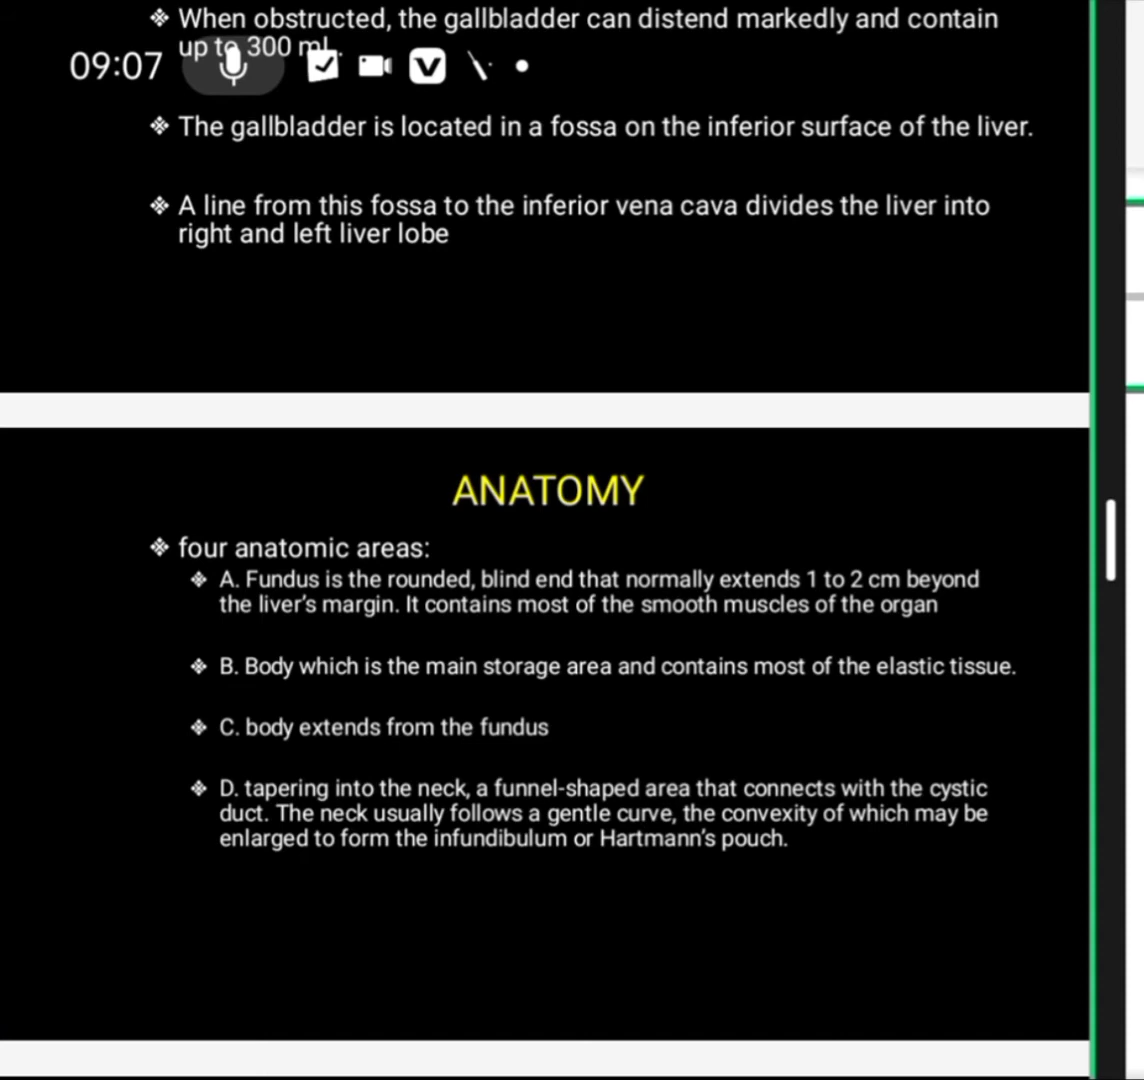 ❖ When obstructed, the gallbladder can distend markedly and contain
up to 300 ml.
09:07
❖ The gallbladder is located in a fossa on the inferior surface of the liver.
❖ A line from this fossa to the inferior vena cava divides the liver into
right and left liver lobe
ANATOMY
❖ four anatomic areas:
❖ A. Fundus is the rounded, blind end that normally extends 1 to 2 cm beyond
the liver's margin. It contains most of the smooth muscles of the organ
❖ B. Body which is the main storage area and contains most of the elastic tissue.
❖ C. body extends from the fundus
❖ D. tapering into the neck, a funnel-shaped area that connects with the cystic
duct. The neck usually follows a gentle curve, the convexity of which may be
enlarged to form the infundibulum or Hartmann's pouch.